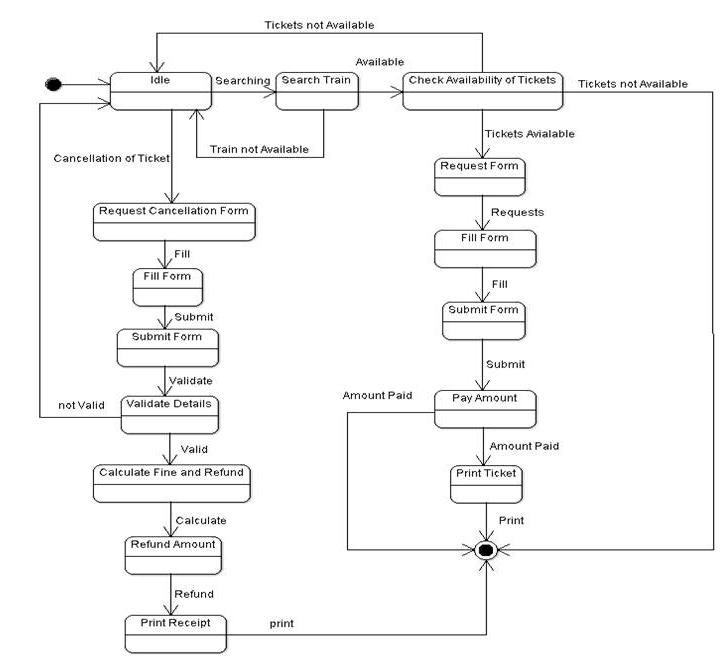 Tickets not Available
Available
Idle
Searching
Search Train
Check Availability of Tickets
Tickets not Available
Train not Available
Tickets Avialable
Cancellation of Ticket
Request Form
Request Cancellation Form
Requests
Fill Form
Fill
Fill Form
Fill
Submit Form
Submit
Submit Form
Submit
Validate
Amount Paid
Pay Amount
not Valid
Validate Details
Amount Paid
Valid
Calculate Fine and Refund
Print Ticket
Calculate
Print
Refund Amount
Refund
Print Receipt
print